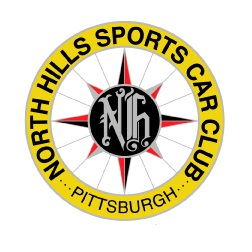 NORTH HILLS SPORTS CAR CLUB
Nh
···PITTSBURGH···